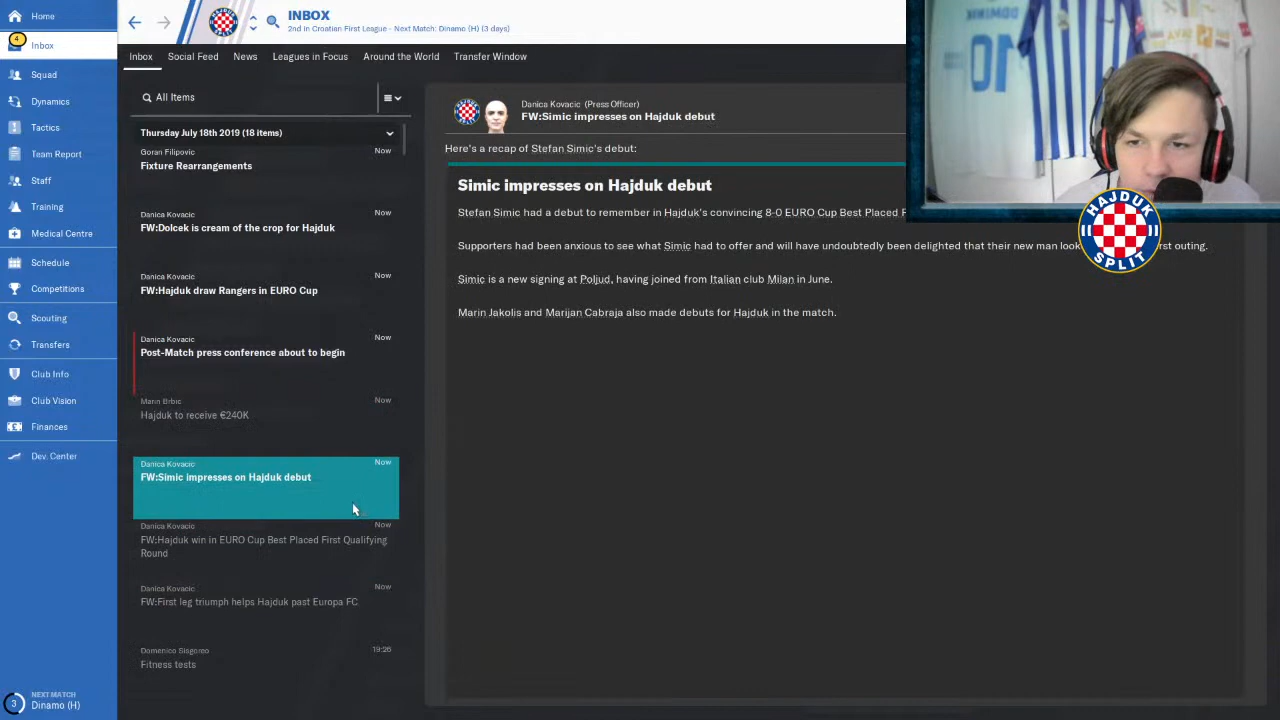 Home
4
Inbox
Squad
Dynamics
Tactics
Team Report
Staff
Training
Medical Centre
Schedule
Competitions
Scouting
Transfers
Club Info
Club Vision
Finances
Dev. Center
3
NEXT MATCH
Dinamo (H)
INBOX
2nd in Croatian First League - Next Match: Dinamo (H) (3 days)
Inbox Social Feed News Leagues in Focus Around the World Transfer Window
All Items
Thursday July 18th 2019 (18 items)
Goran Filipovic Now
Fixture Rearrangements
Danica Kovacic Now
FW:Dolcek is cream of the crop for Hajduk
Danica Kovacic Now
FW:Hajduk draw Rangers in EURO Cup
Danica Kovacic Now
Post-Match press conference about to begin
Marin Brbic Now
Hajduk to receive €240K
Danica Kovacic Now
FW:Simic impresses on Hajduk debut
Danica Kovacic Now
FW:Hajduk win in EURO Cup Best Placed First Qualifying
Round
Danica Kovacic Now
FW:First leg triumph helps Hajduk past Europa FC
Domenico Sisgoreo 19:26
Fitness tests
Danica Kovacic (Press Officer)
FW:Simic impresses on Hajduk debut
Here's a recap of Stefan Simic's debut:
Simic impresses on Hajduk debut
Stefan Simic had a debut to remember in Hajduk's convincing 8-0 EURO Cup Best Placed
Supporters had been anxious to see what Simic had to offer and will have undoubtedly been delighted that their new man look rst outing.
Simic is a new signing at Poljud, having joined from Italian club Milan in June.
Marin Jakolis and Marijan Cabraja also made debuts for Hajduk in the match.
DOMINIK
10
HAJDUK
SPLIT